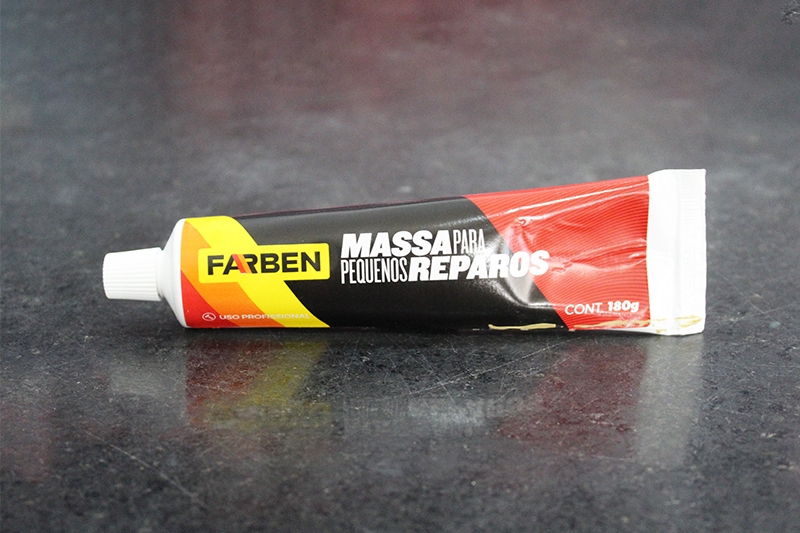 FARBEN
MASSA PARA
PEQUENOS REPAROS
USO PROFISSIONAL
CONT. 180g